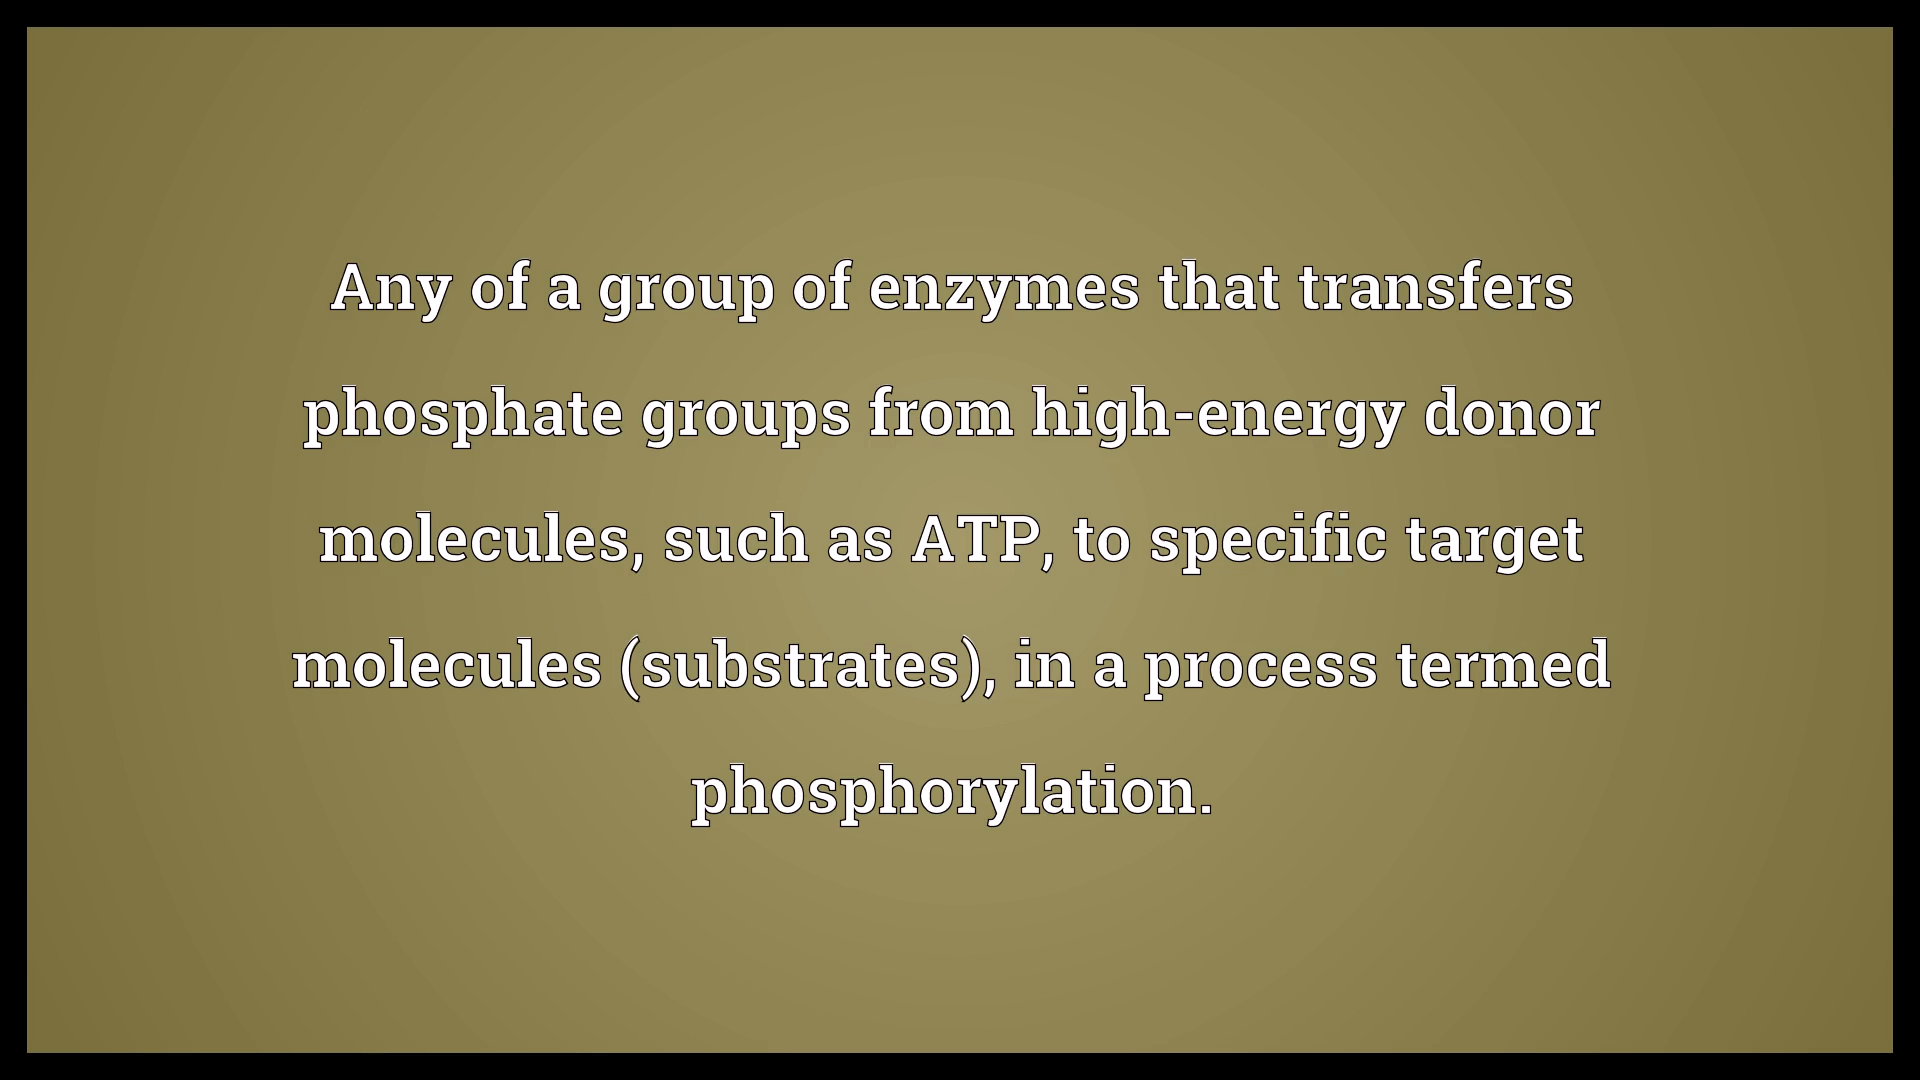 Any of a group of enzymes that transfers
phosphate groups from high-energy donor
molecules, such as ATP, to specific target
molecules (substrates), in a process termed
phosphorylation.